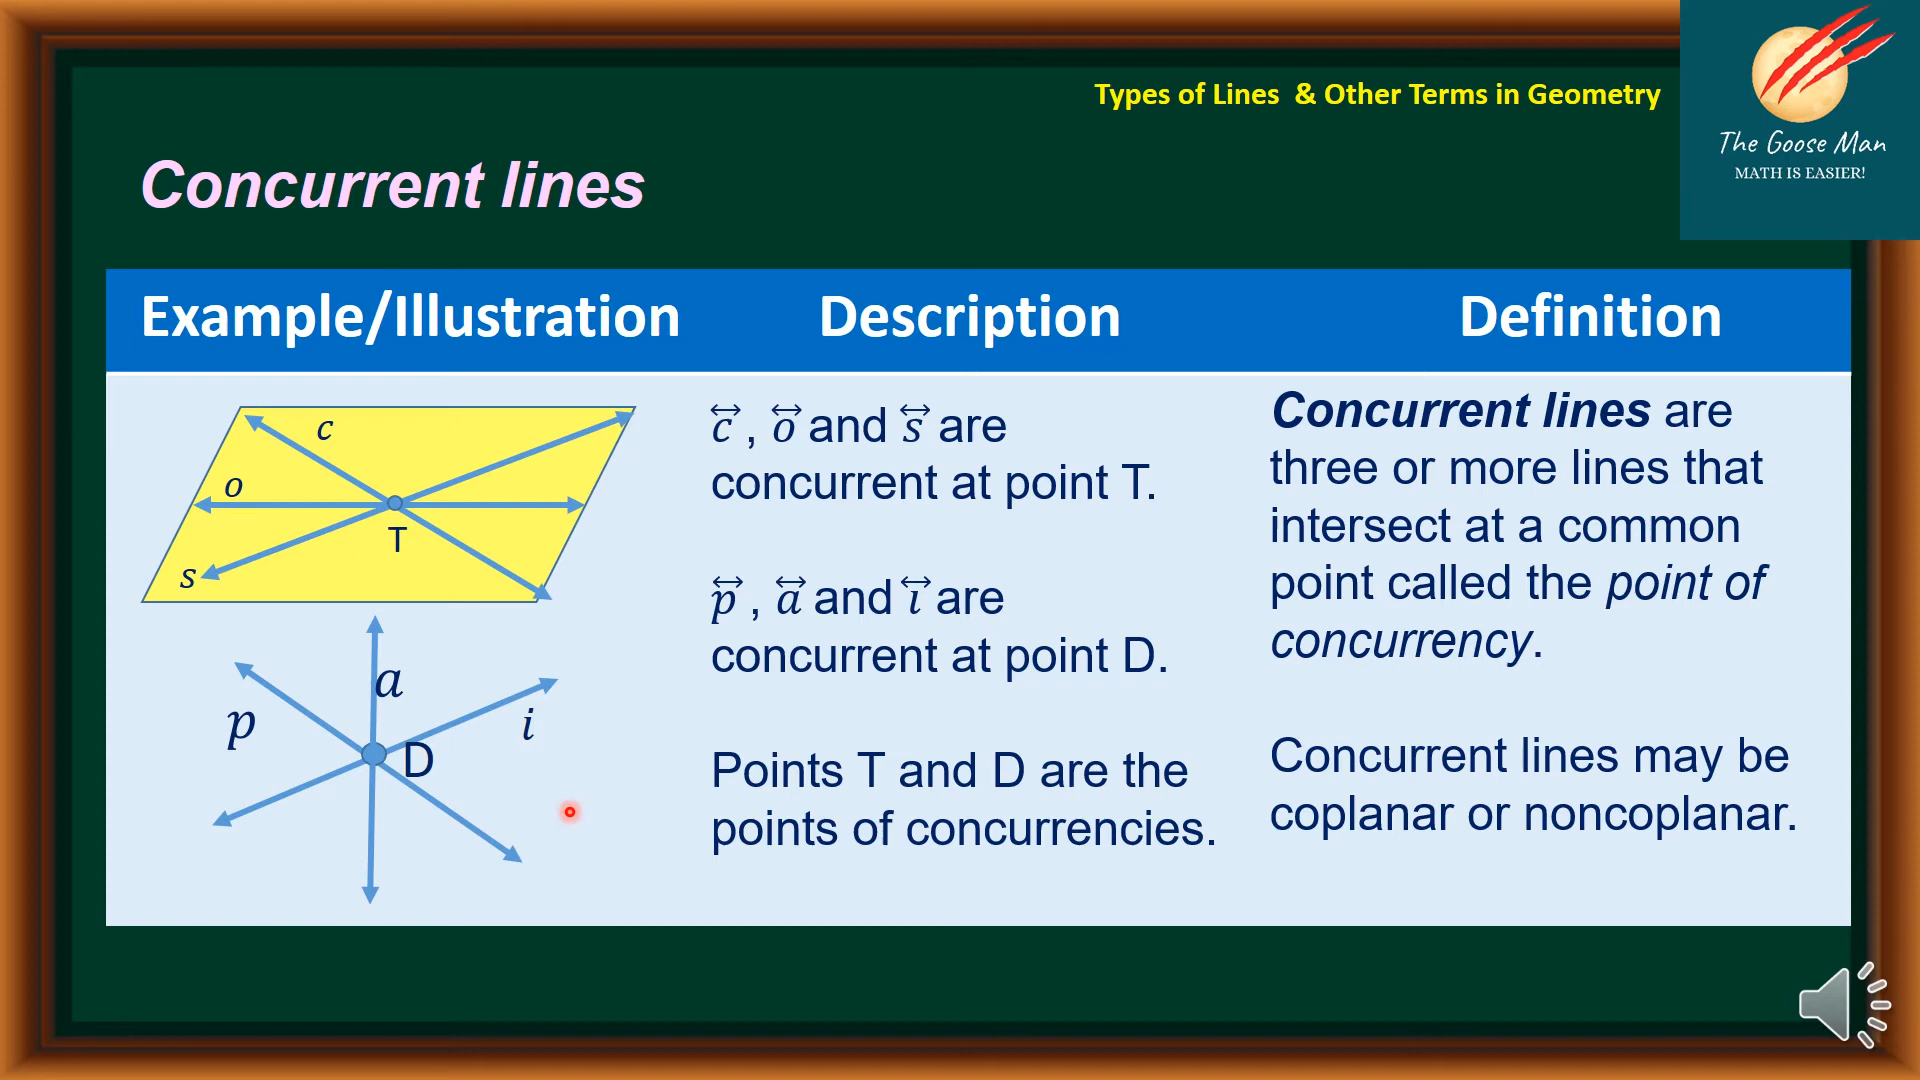 Types of Lines & Other Terms in Geometry
The Goose Man
MATH IS EASIER!
Concurrent lines
Example/Illustration
Description
Definition
c
o
T
s
a
p
i
D
c⃡ , o⃡ and s⃡ are
concurrent at point T.
p⃡ , a⃡ and i⃡ are
concurrent at point D.
Points T and D are the
points of concurrencies.
Concurrent lines are
three or more lines that
intersect at a common
point called the point of
concurrency.
Concurrent lines may be
coplanar or noncoplanar.